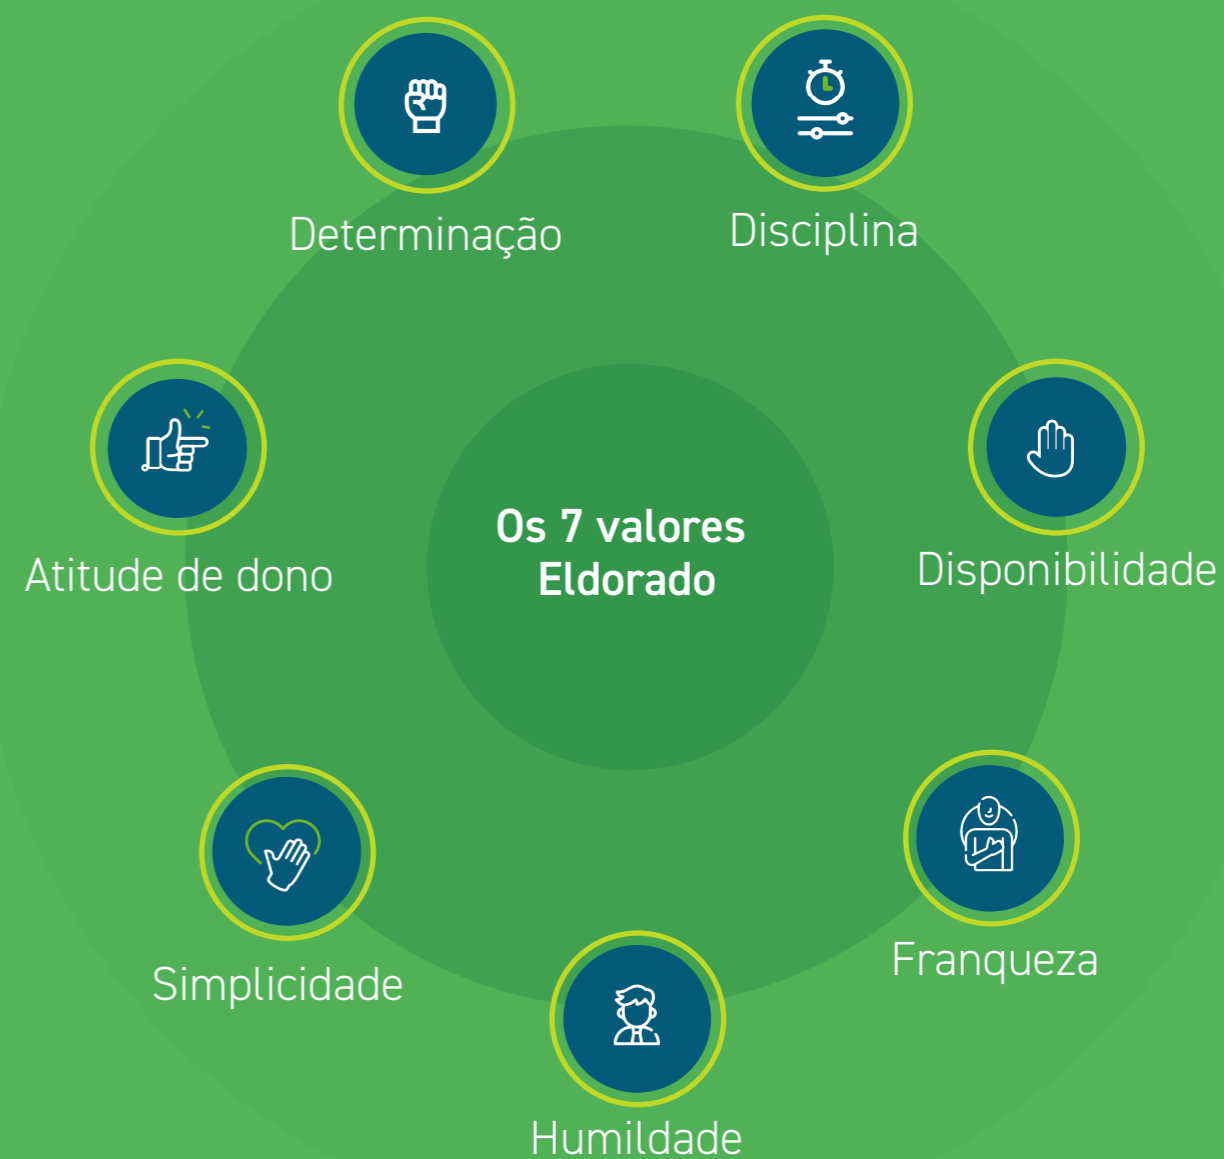 Determinação
Disciplina
Atitude de dono
Os 7 valores
Eldorado
Disponibilidade
Simplicidade
Franqueza
Humildade